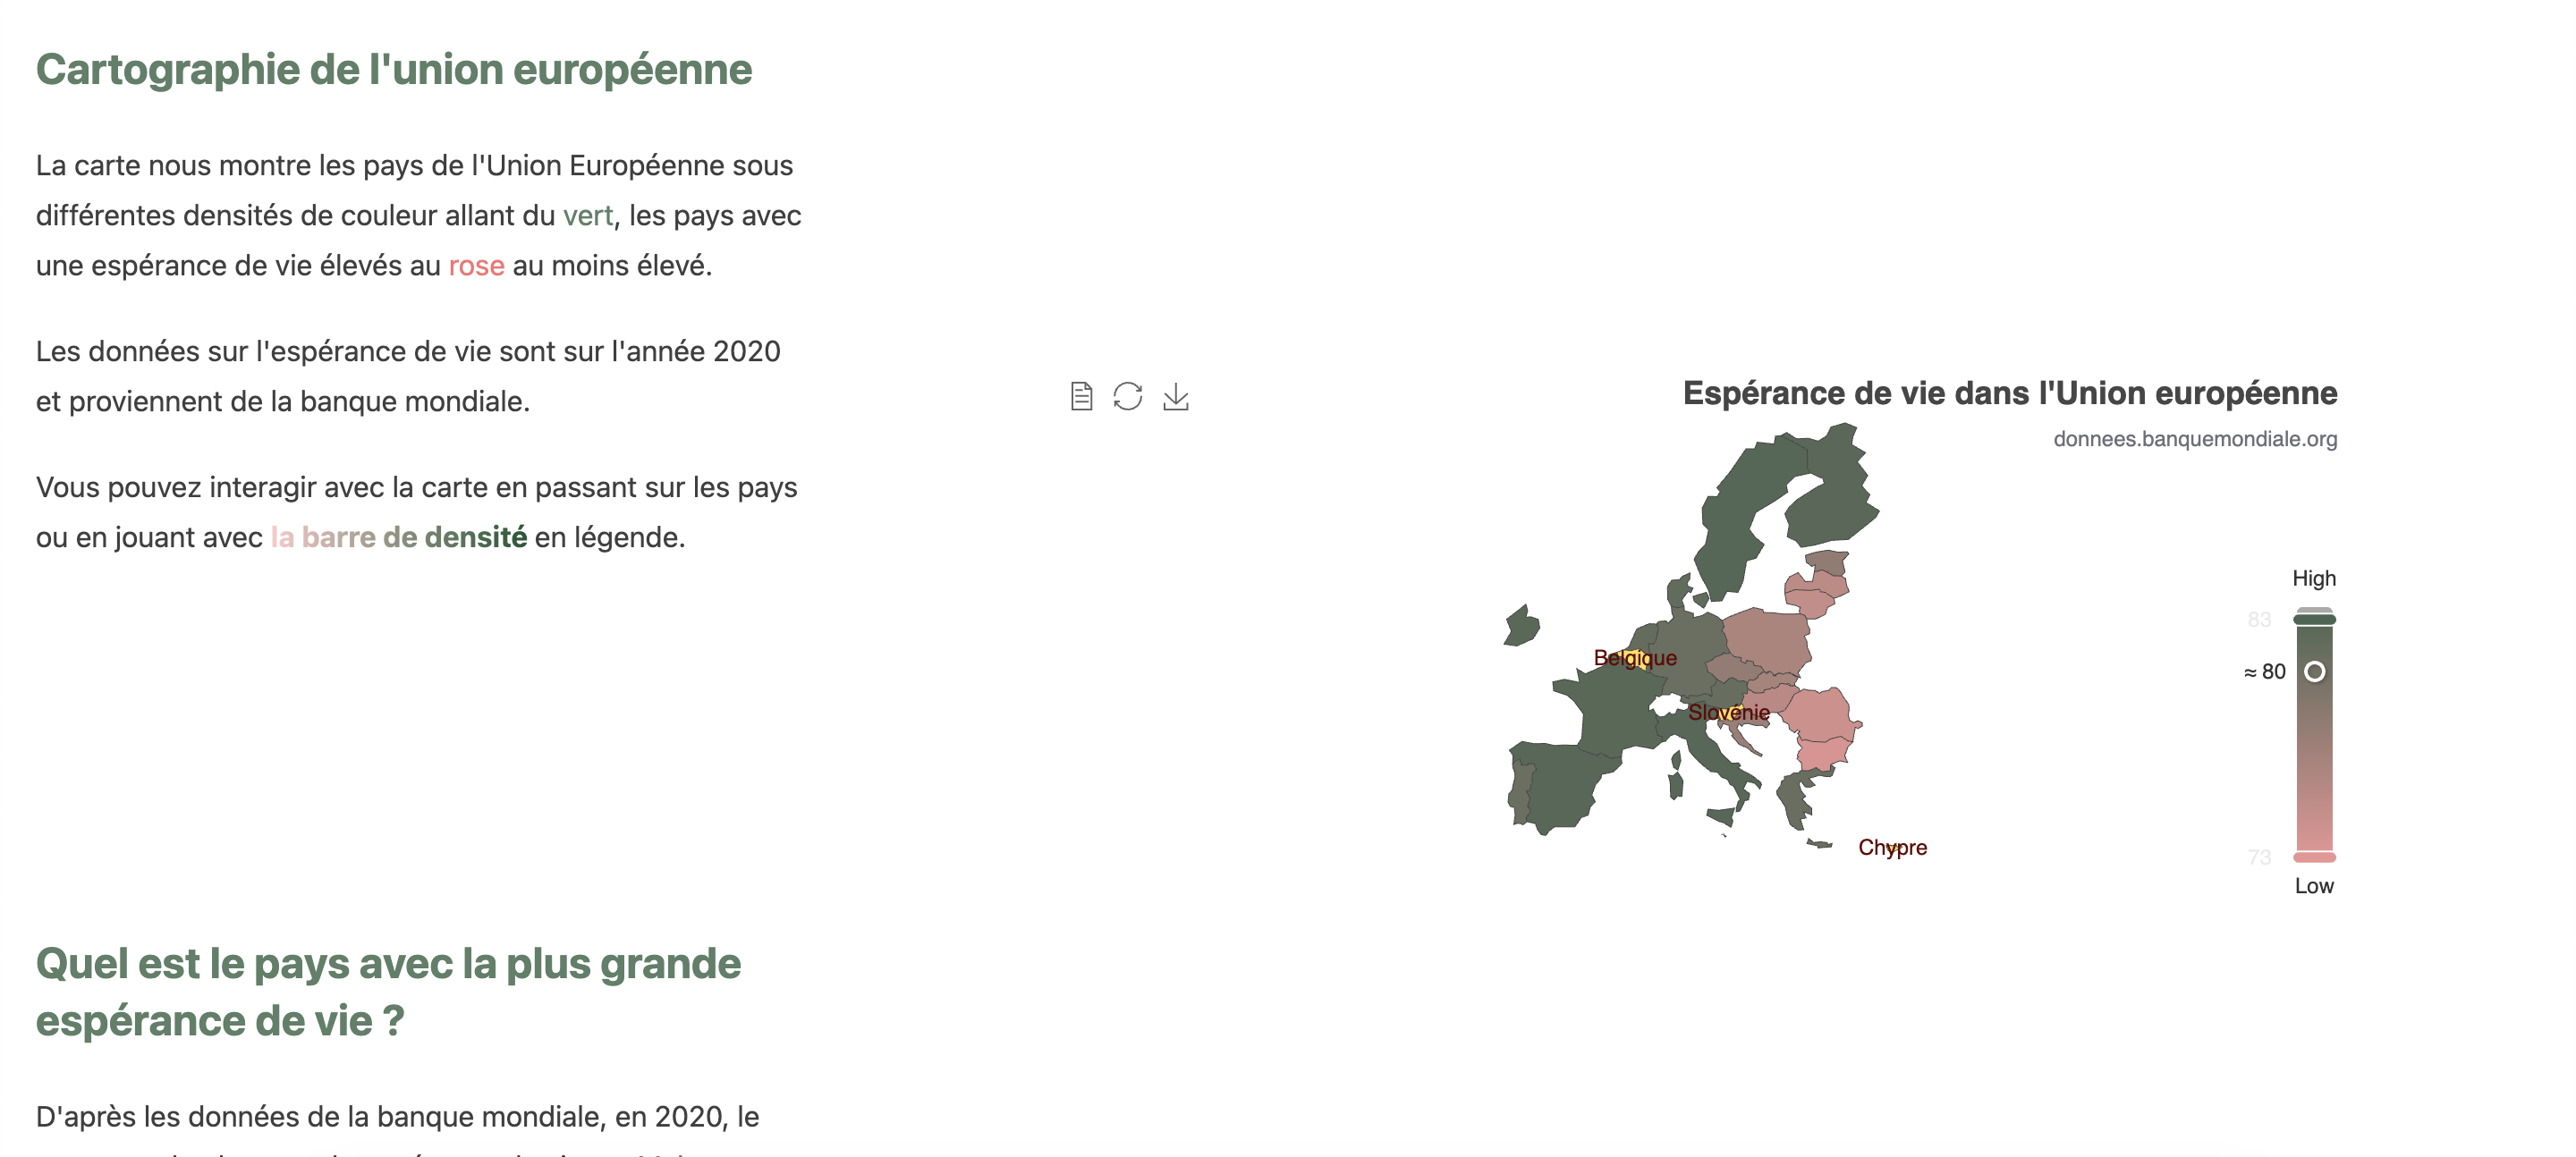 Cartographie de l'union européenne
La carte nous montre les pays de l'Union Européenne sous
différentes densités de couleur allant du vert, les pays avec
une espérance de vie élevés au rose au moins élevé.
Les données sur l'espérance de vie sont sur l'année 2020
et proviennent de la banque mondiale.
Vous pouvez interagir avec la carte en passant sur les pays
ou en jouant avec la barre de densité en légende.
Espérance de vie dans l'Union européenne
donnees.banquemondiale.org
Belgique
Slovénie
Chypre
High
83
≈ 80
73
Low
Quel est le pays avec la plus grande
espérance de vie ?
D'après les données de la banque mondiale, en 2020, le